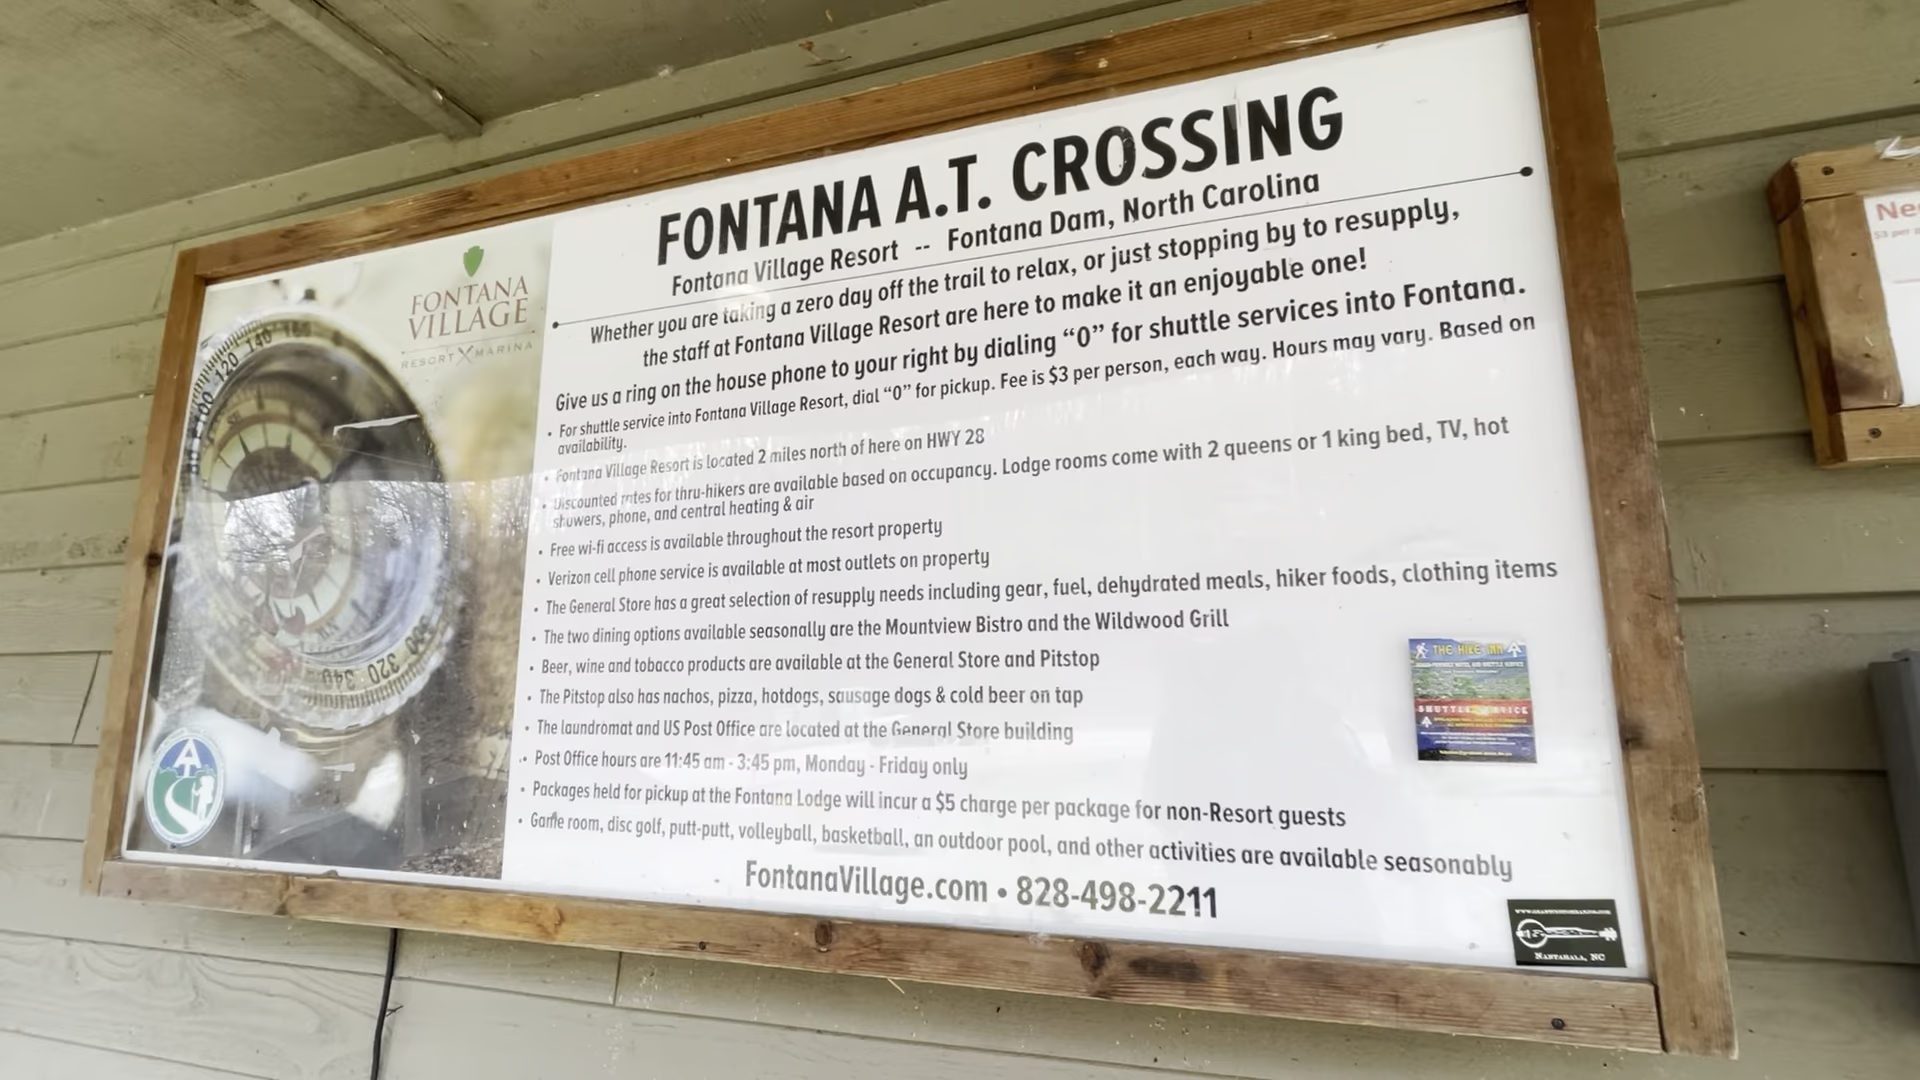 FONTANA A.T. CROSSING
Fontana Village Resort -- Fontana Dam, North Carolina
Whether you are taking a zero day off the trail to relax, or just stopping by to resupply,
the staff at Fontana Village Resort are here to make it an enjoyable one!
Give us a ring on the house phone to your right by dialing “0” for shuttle services into Fontana.
• For shuttle service into Fontana Village Resort, dial “0” for pickup. Fee is $3 per person, each way. Hours may vary. Based on
availability.
• Fontana Village Resort is located 2 miles north of here on HWY 28
• Discounted rates for thru-hikers are available based on occupancy. Lodge rooms come with 2 queens or 1 king bed, TV, hot
showers, phone, and central heating & air
• Free wi-fi access is available throughout the resort property
• Verizon cell phone service is available at most outlets on property
• The General Store has a great selection of resupply needs including gear, fuel, dehydrated meals, hiker foods, clothing items
• The two dining options available seasonally are the Mountview Bistro and the Wildwood Grill
• Beer, wine and tobacco products are available at the General Store and Pitstop
• The Pitstop also has nachos, pizza, hotdogs, sausage dogs & cold beer on tap
• The laundromat and US Post Office are located at the General Store building
• Post Office hours are 11:45 am - 3:45 pm, Monday - Friday only
• Packages held for pickup at the Fontana Lodge will incur a $5 charge per package for non-Resort guests
• Game room, disc golf, putt-putt, volleyball, basketball, an outdoor pool, and other activities are available seasonably
FontanaVillage.com • 828-498-2211
FONTANA
VILLAGE
RESORT MARINA
100 120 140 160
300 320 340
THE HIKE INN
SHUTTLE SERVICE
NANTAHALA, NC
$3 per